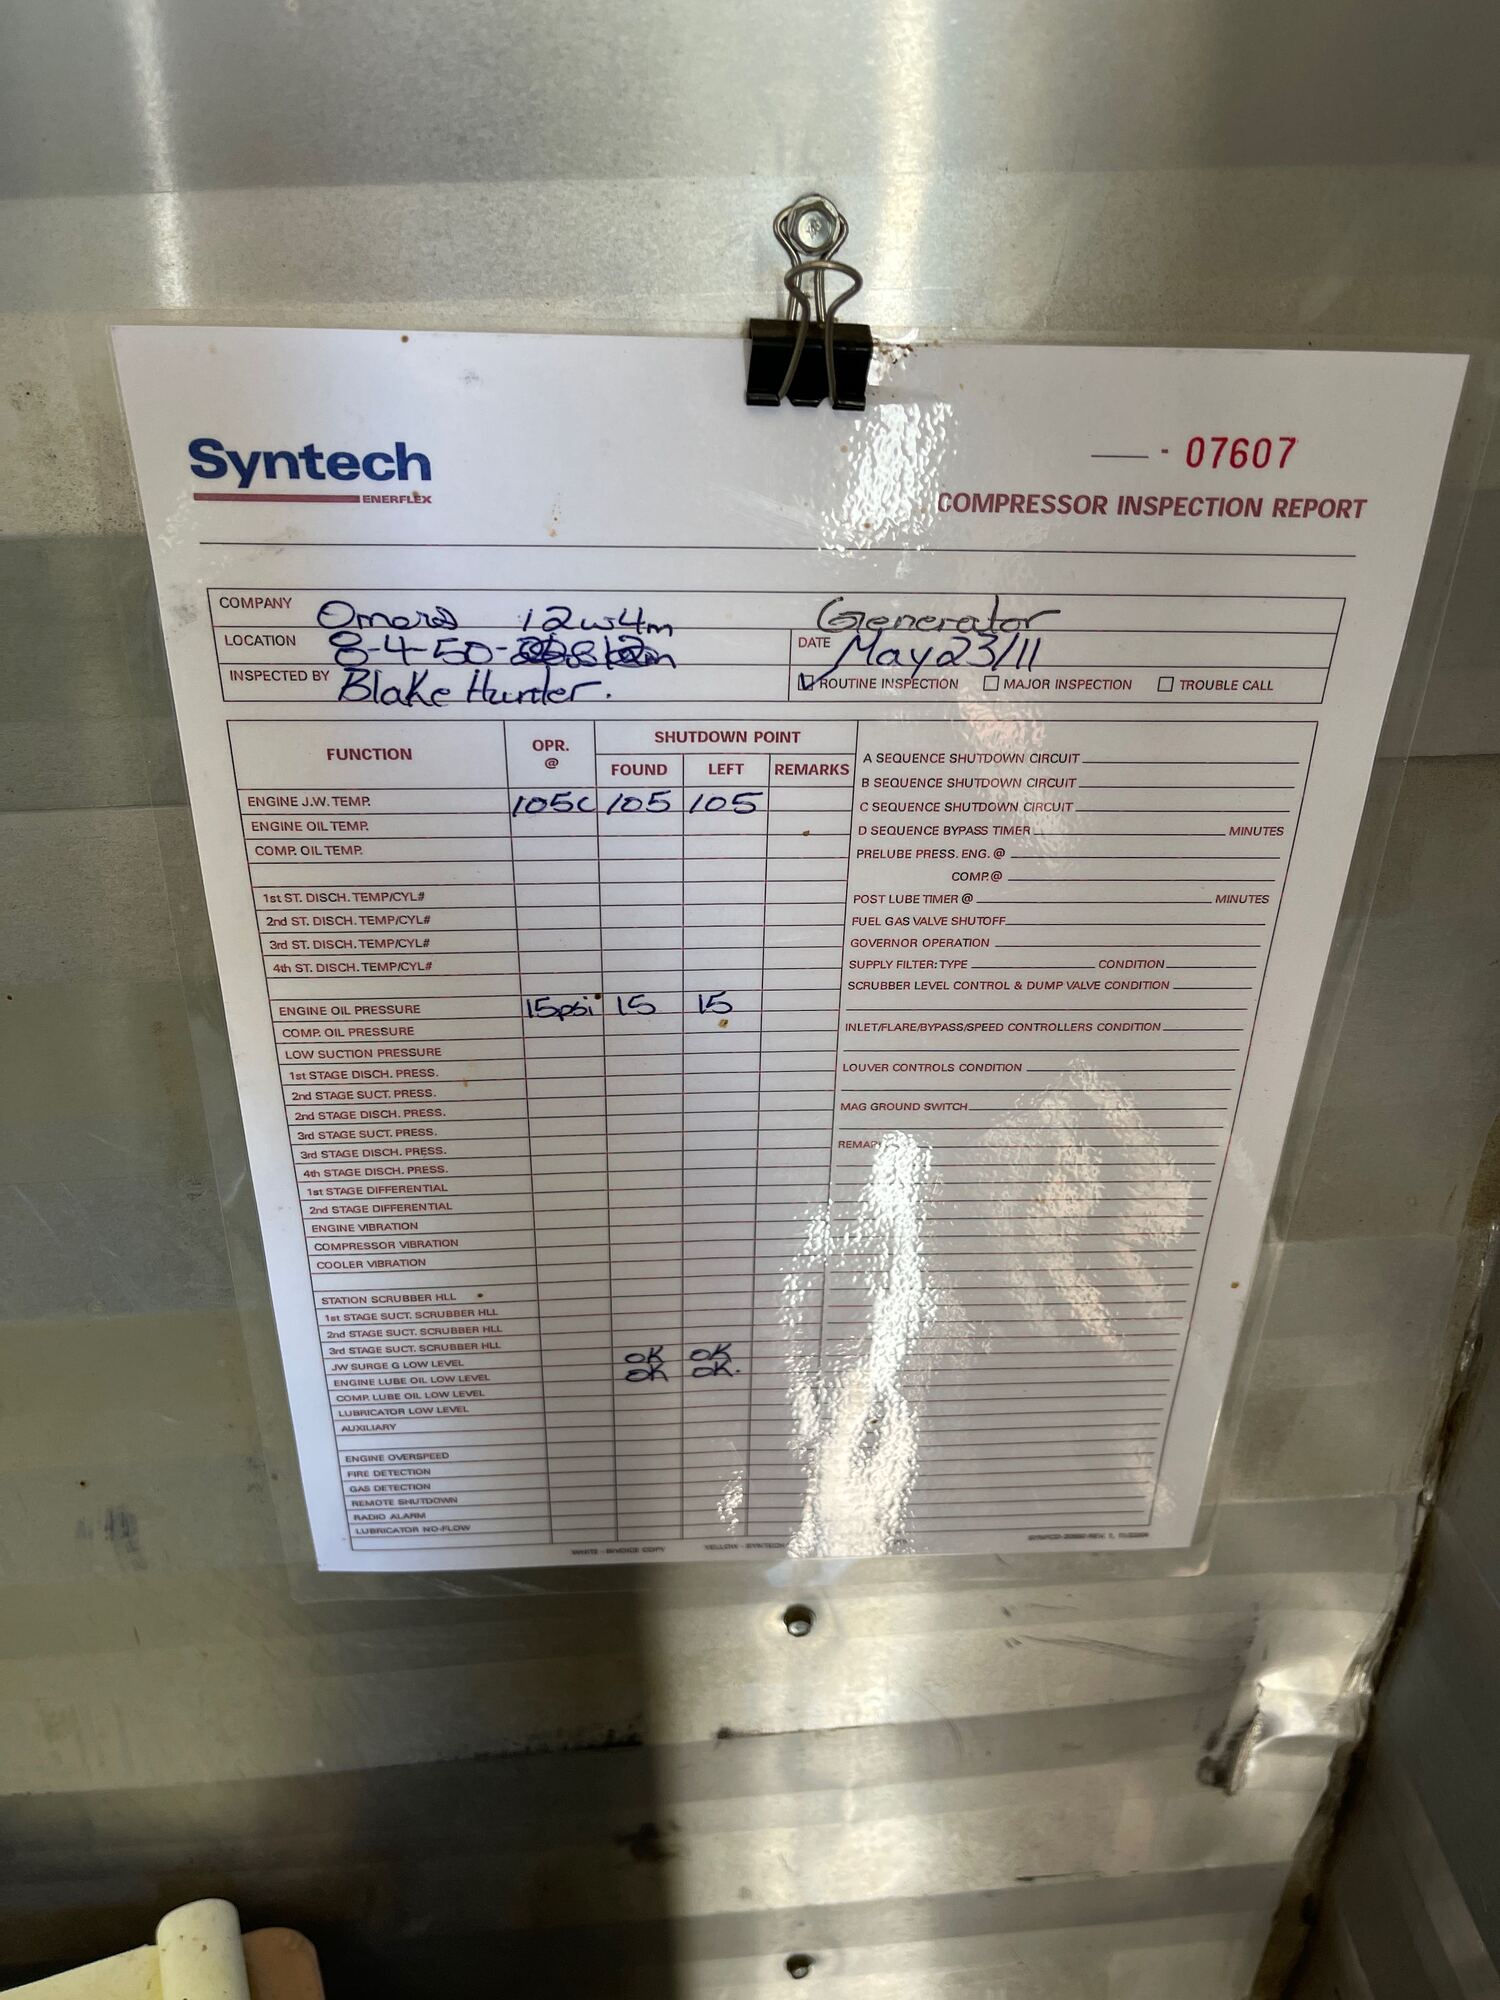 Syntech
ENERFLEX
- 07607
COMPRESSOR INSPECTION REPORT
COMPANY Omers 12w4m Generator
LOCATION 8-4-50- DATE May 23/11
INSPECTED BY Blake Hunter. ROUTINE INSPECTION MAJOR INSPECTION TROUBLE CALL
FUNCTION OPR. @ SHUTDOWN POINT
FOUND LEFT REMARKS
ENGINE J.W. TEMP. 105C 105 105
ENGINE OIL TEMP.
COMP. OIL TEMP.
1st ST. DISCH. TEMP/CYL#
2nd ST. DISCH. TEMP/CYL#
3rd ST. DISCH. TEMP/CYL#
4th ST. DISCH. TEMP/CYL#
ENGINE OIL PRESSURE 15psi 15 15
COMP. OIL PRESSURE
LOW SUCTION PRESSURE
1st STAGE DISCH. PRESS.
2nd STAGE SUCT. PRESS.
2nd STAGE DISCH. PRESS.
3rd STAGE SUCT. PRESS.
3rd STAGE DISCH. PRESS.
4th STAGE DISCH. PRESS.
1st STAGE DIFFERENTIAL
2nd STAGE DIFFERENTIAL
ENGINE VIBRATION
COMPRESSOR VIBRATION
COOLER VIBRATION
STATION SCRUBBER HLL
1st STAGE SUCT. SCRUBBER HLL
2nd STAGE SUCT. SCRUBBER HLL
3rd STAGE SUCT. SCRUBBER HLL
JW SURGE G LOW LEVEL OK OK
ENGINE LUBE OIL LOW LEVEL OK OK.
COMP. LUBE OIL LOW LEVEL
LUBRICATOR LOW LEVEL
AUXILIARY
ENGINE OVERSPEED
FIRE DETECTION
GAS DETECTION
REMOTE SHUTDOWN
RADIO ALARM
LUBRICATOR NO-FLOW
A SEQUENCE SHUTDOWN CIRCUIT
B SEQUENCE SHUTDOWN CIRCUIT
C SEQUENCE SHUTDOWN CIRCUIT
D SEQUENCE BYPASS TIMER MINUTES
PRELUBE PRESS. ENG. @
COMP.@
POST LUBE TIMER @ MINUTES
FUEL GAS VALVE SHUTOFF
GOVERNOR OPERATION
SUPPLY FILTER: TYPE CONDITION
SCRUBBER LEVEL CONTROL & DUMP VALVE CONDITION
INLET/FLARE/BYPASS/SPEED CONTROLLERS CONDITION
LOUVER CONTROLS CONDITION
MAG GROUND SWITCH
WHITE - INVOICE COPY YELLOW - SYNTECH